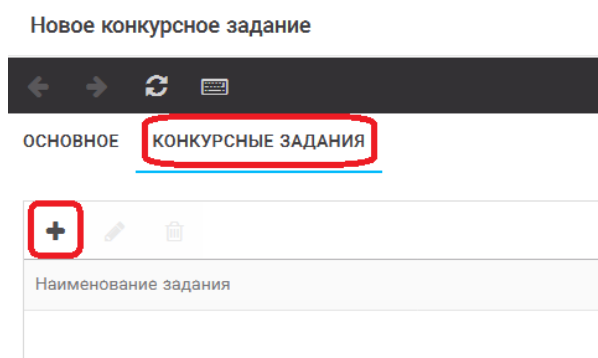 Новое конкурсное задание
ОСНОВНОЕ КОНКУРСНЫЕ ЗАДАНИЯ
Наименование задания